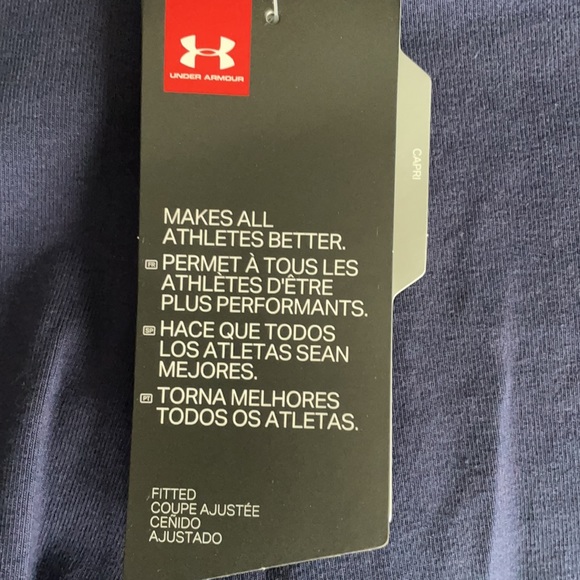 UNDER ARMOUR
CAPRI
MAKES ALL
ATHLETES BETTER.
FR PERMET À TOUS LES
ATHLÈTES D'ÊTRE
PLUS PERFORMANTS.
SP HACE QUE TODOS
LOS ATLETAS SEAN
MEJORES.
PT TORNA MELHORES
TODOS OS ATLETAS.
FITTED
COUPE AJUSTÉE
CEÑIDO
AJUSTADO